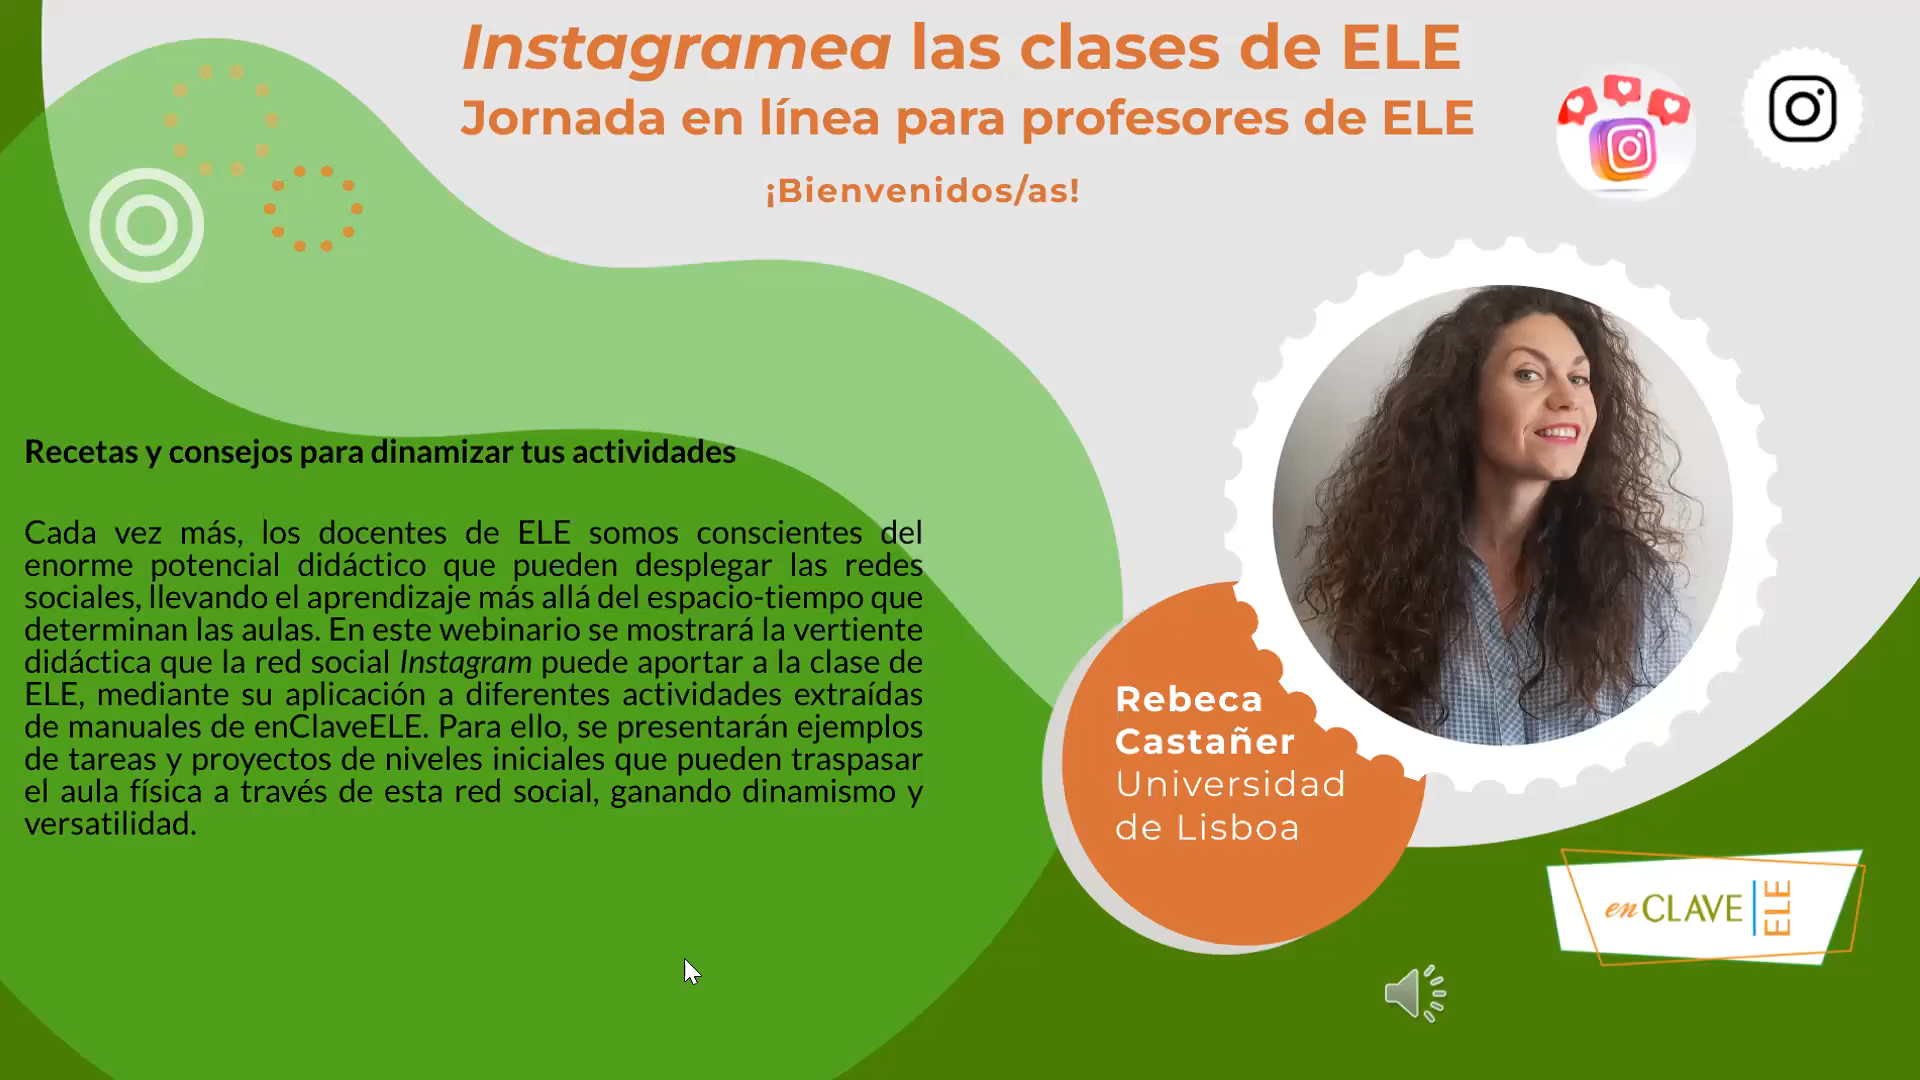 Instagramea las clases de ELE
Jornada en línea para profesores de ELE
¡Bienvenidos/as!
Recetas y consejos para dinamizar tus actividades
Cada vez más, los docentes de ELE somos conscientes del
enorme potencial didáctico que pueden desplegar las redes
sociales, llevando el aprendizaje más allá del espacio-tiempo que
determinan las aulas. En este webinario se mostrará la vertiente
didáctica que la red social Instagram puede aportar a la clase de
ELE, mediante su aplicación a diferentes actividades extraídas
de manuales de enClaveELE. Para ello, se presentarán ejemplos
de tareas y proyectos de niveles iniciales que pueden traspasar
el aula física a través de esta red social, ganando dinamismo y
versatilidad.
Rebeca
Castañer
Universidad
de Lisboa
en CLAVE ELE